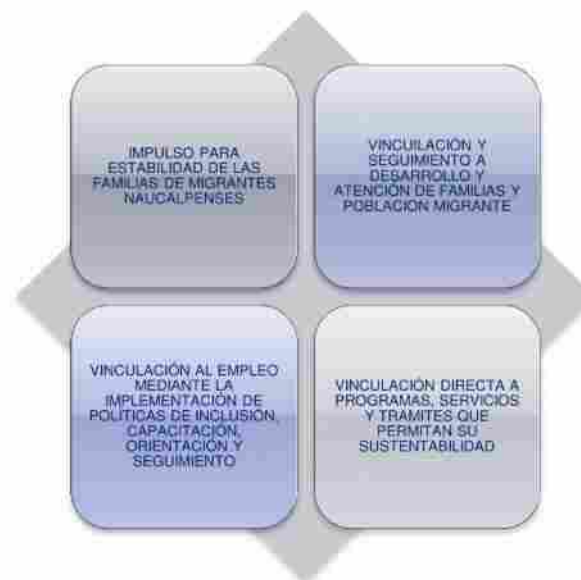 IMPULSO PARA
ESTABILIDAD DE LAS
FAMILIAS DE MIGRANTES
NAUCALPENSES
VINCUILACIÓN Y
SEGUIMIENTO A
DESARROLLO Y
ATENCIÓN DE FAMILIAS Y
POBLACIÓN MIGRANTE
VINCULACIÓN AL EMPLEO
MEDIANTE LA
IMPLEMENTACIÓN DE
POLÍTICAS DE INCLUSIÓN,
CAPACITACIÓN,
ORIENTACIÓN Y
SEGUIMIENTO
VINCULACIÓN DIRECTA A
PROGRAMAS, SERVICIOS
Y TRAMITES QUE
PERMITAN SU
SUSTENTABILIDAD